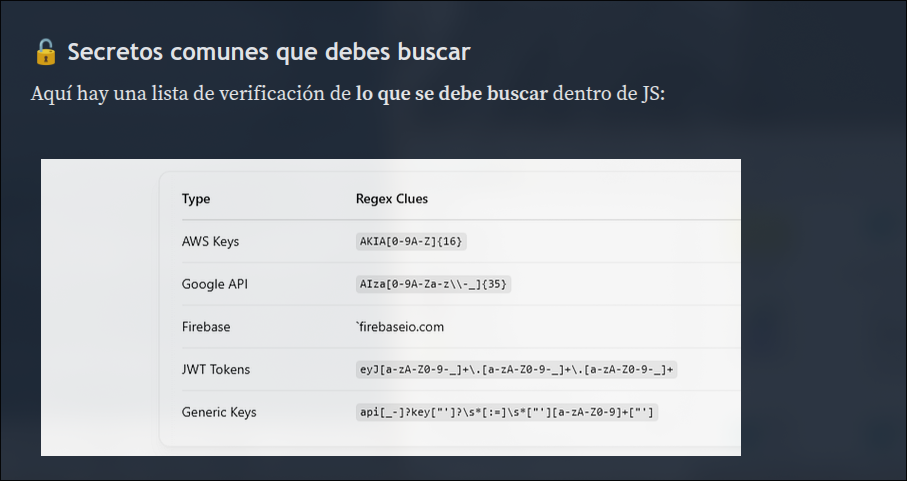 🔓 Secretos comunes que debes buscar
Aquí hay una lista de verificación de lo que se debe buscar dentro de JS:
Type Regex Clues
AWS Keys AKIA[0-9A-Z]{16}
Google API AIza[0-9A-Za-z\\-_]{35}
Firebase `firebaseio.com
JWT Tokens eyJ[a-zA-Z0-9-_]+\.[a-zA-Z0-9-_]+\.[a-zA-Z0-9-_]+
Generic Keys api[_-]?key["']?\s*[:=]\s*["'][a-zA-Z0-9]+["']